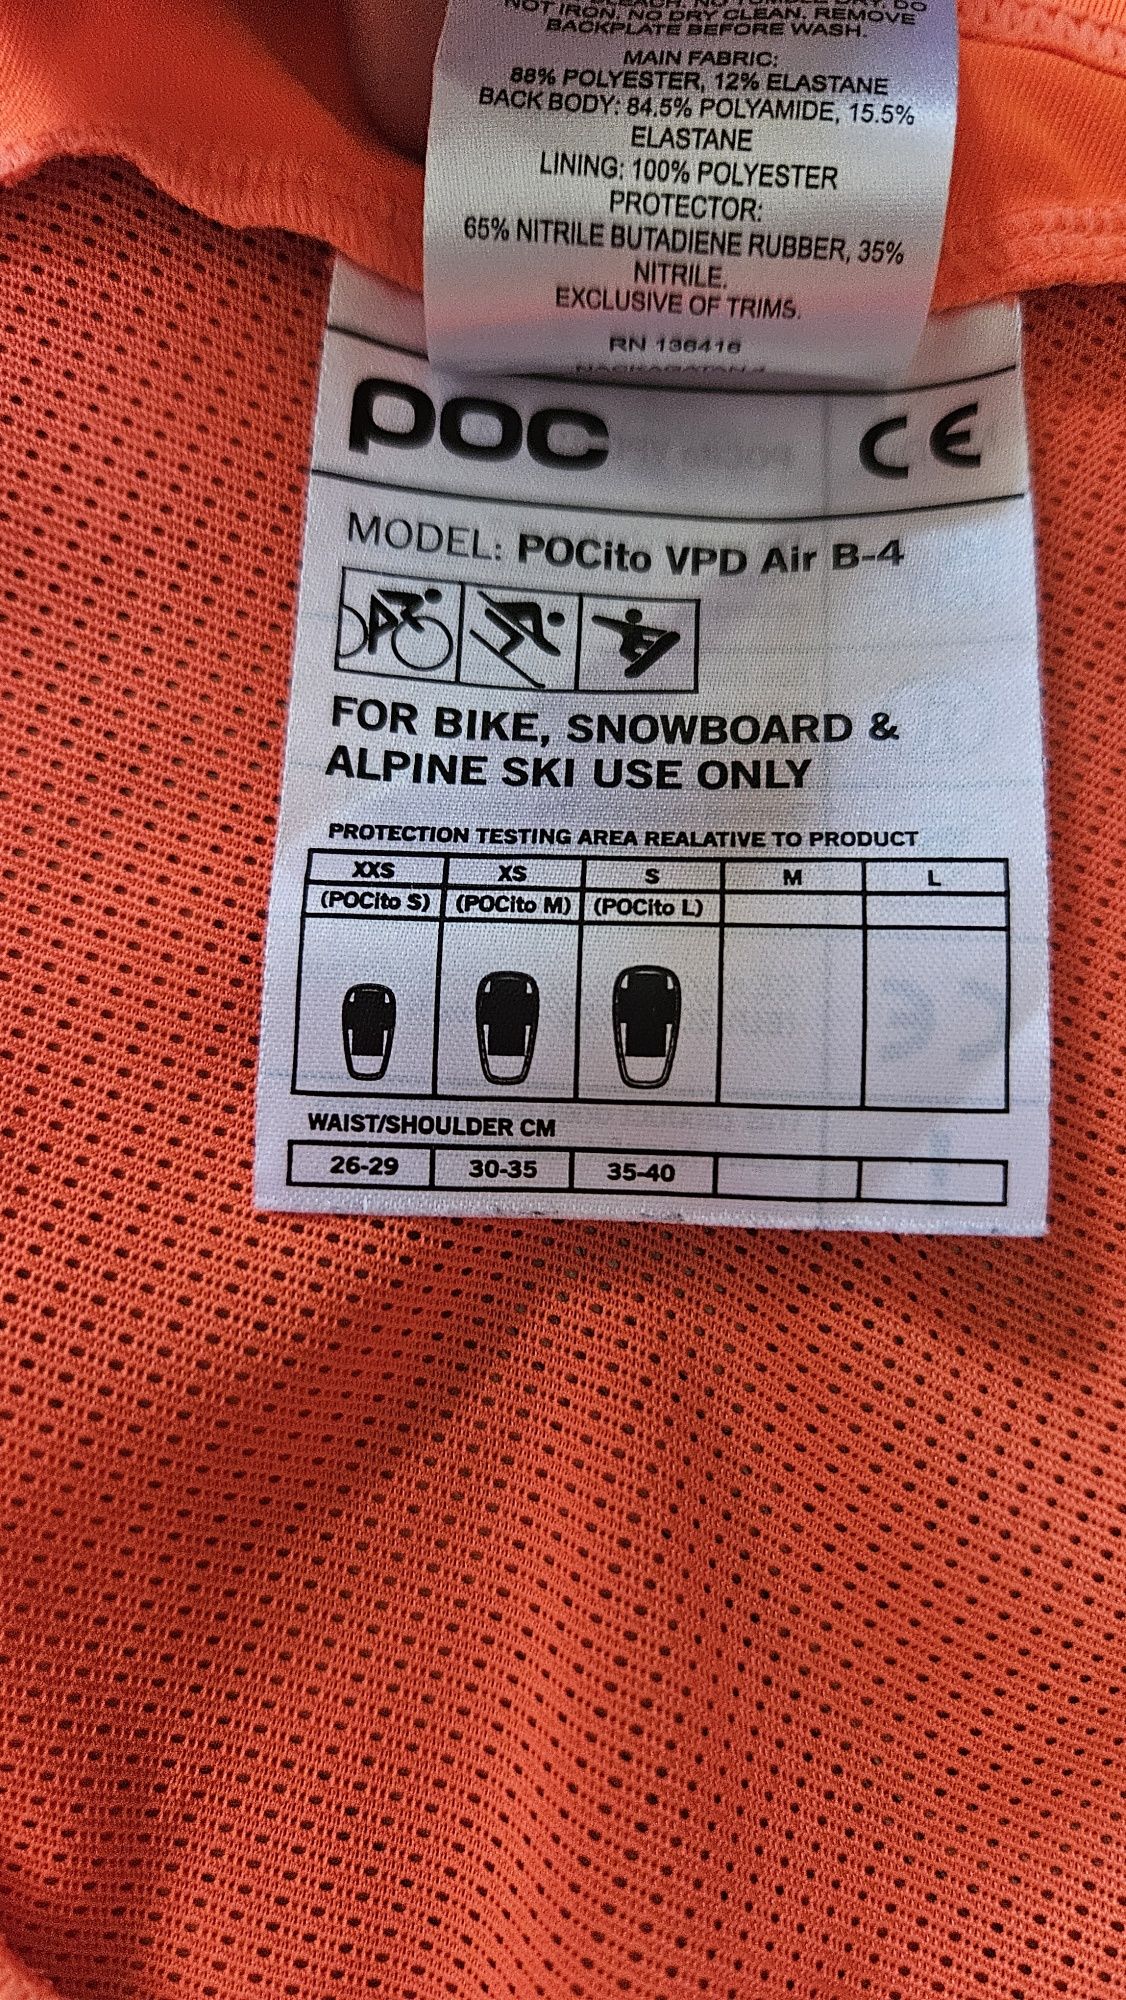 NOT IRON, NO DRY CLEAN. REMOVE
BACKPLATE BEFORE WASH.
MAIN FABRIC:
88% POLYESTER, 12% ELASTANE
BACK BODY: 84.5% POLYAMIDE, 15.5%
ELASTANE
LINING: 100% POLYESTER
PROTECTOR:
65% NITRILE BUTADIENE RUBBER, 35%
NITRILE.
EXCLUSIVE OF TRIMS.
RN 136416
POC CE
MODEL: POCito VPD Air B-4
FOR BIKE, SNOWBOARD &
ALPINE SKI USE ONLY
PROTECTION TESTING AREA REALATIVE TO PRODUCT
XXS XS S M L
(POCito S) (POCito M) (POCito L)
WAIST/SHOULDER CM
26-29 30-35 35-40